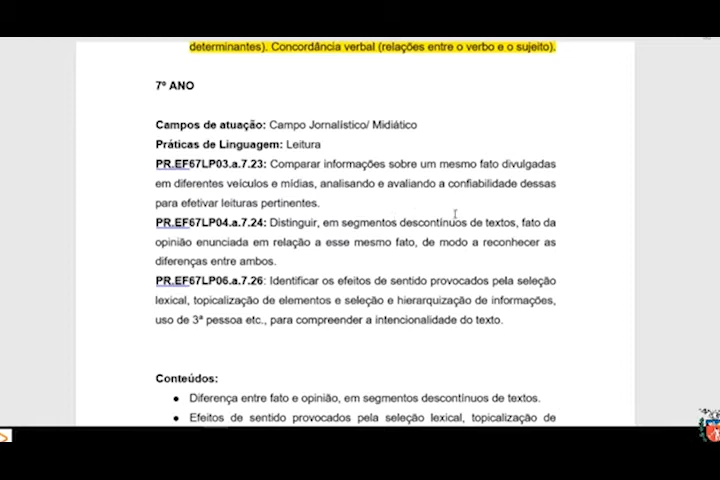 determinantes). Concordância verbal (relações entre o verbo e o sujeito).
7º ANO
Campos de atuação: Campo Jornalístico/ Midiático
Práticas de Linguagem: Leitura
PR.EF67LP03.a.7.23: Comparar informações sobre um mesmo fato divulgadas
em diferentes veículos e mídias, analisando e avaliando a confiabilidade dessas
para efetivar leituras pertinentes.
PR.EF67LP04.a.7.24: Distinguir, em segmentos descontínuos de textos, fato da
opinião enunciada em relação a esse mesmo fato, de modo a reconhecer as
diferenças entre ambos.
PR.EF67LP06.a.7.26: Identificar os efeitos de sentido provocados pela seleção
lexical, topicalização de elementos e seleção e hierarquização de informações,
uso de 3ª pessoa etc., para compreender a intencionalidade do texto.
Conteúdos:
● Diferença entre fato e opinião, em segmentos descontínuos de textos.
● Efeitos de sentido provocados pela seleção lexical, topicalização de